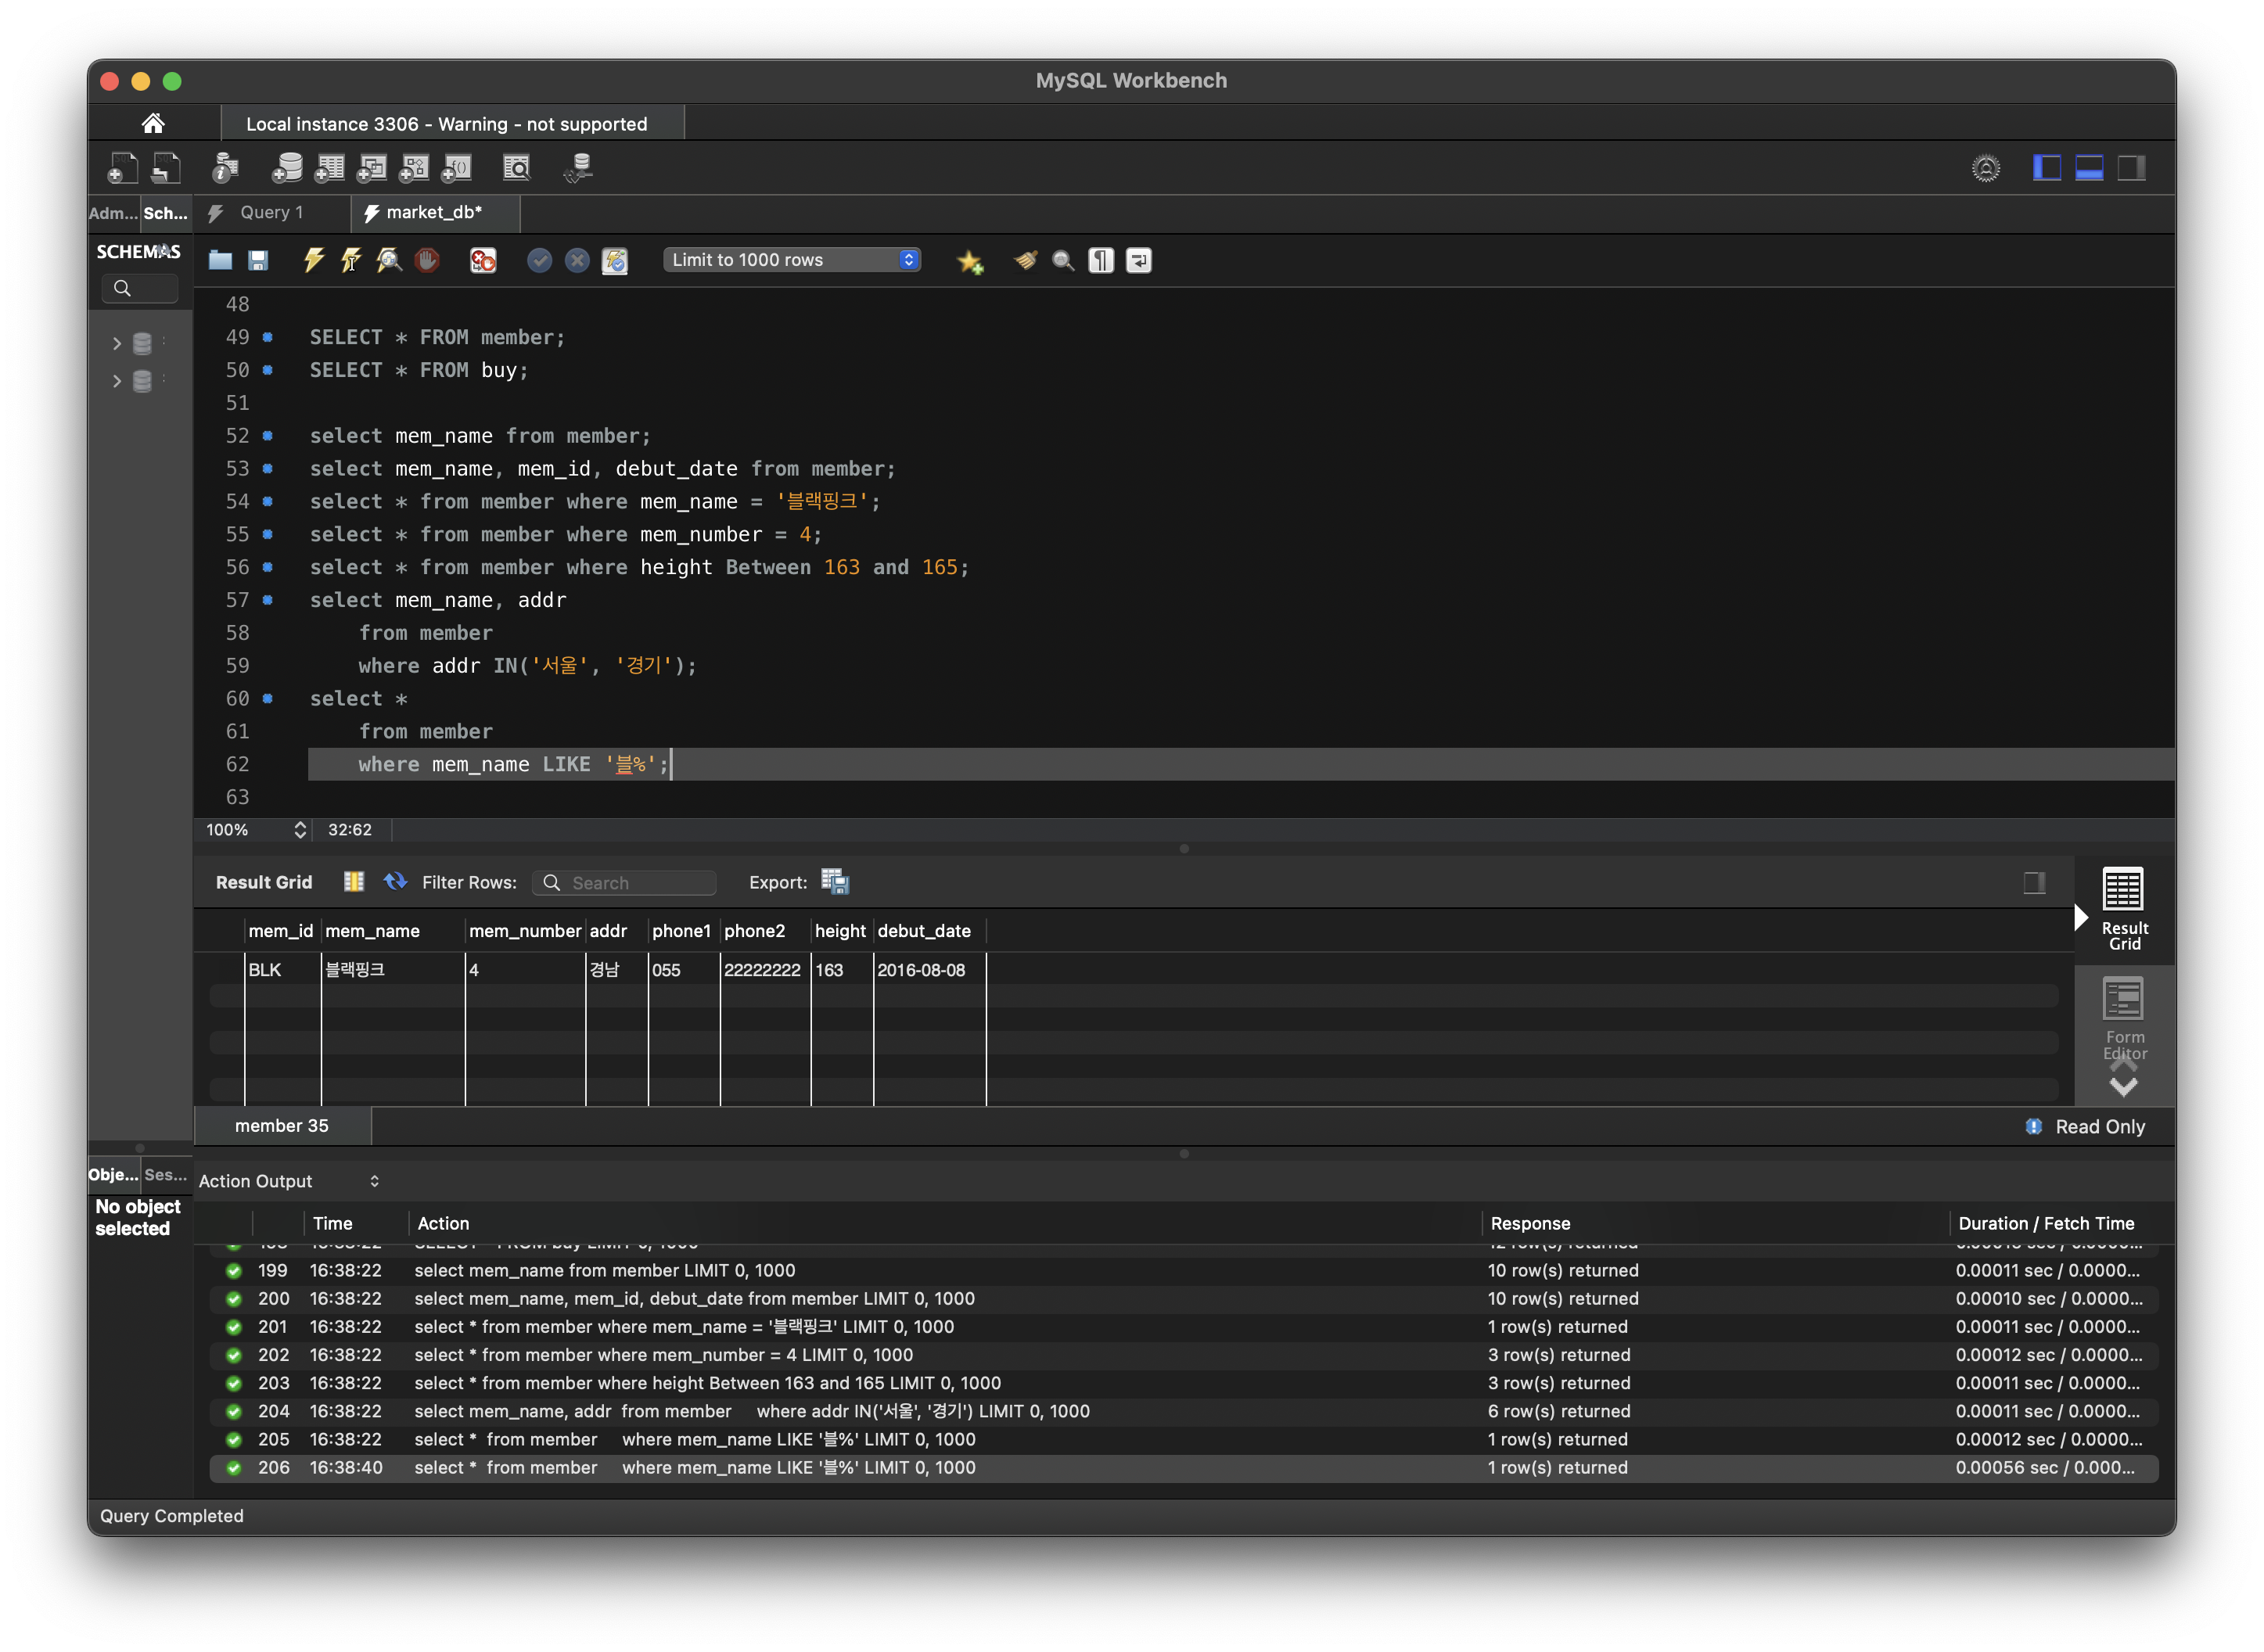 MySQL Workbench
Local instance 3306 - Warning - not supported
Adm... Sch... Query 1 market_db*
SCHEMAS
Limit to 1000 rows
48
49 SELECT * FROM member;
50 SELECT * FROM buy;
51
52 select mem_name from member;
53 select mem_name, mem_id, debut_date from member;
54 select * from member where mem_name = '블랙핑크';
55 select * from member where mem_number = 4;
56 select * from member where height Between 163 and 165;
57 select mem_name, addr
58 from member
59 where addr IN('서울', '경기');
60 select *
61 from member
62 where mem_name LIKE '블%';
63
100% 32:62
Result Grid Filter Rows: Search Export:
mem_id mem_name mem_number addr phone1 phone2 height debut_date
BLK 블랙핑크 4 경남 055 22222222 163 2016-08-08
Result Grid
Form Editor
member 35 Read Only
Obje... Ses...
No object selected
Action Output
Time Action Response Duration / Fetch Time
199 16:38:22 select mem_name from member LIMIT 0, 1000 10 row(s) returned 0.00011 sec / 0.0000...
200 16:38:22 select mem_name, mem_id, debut_date from member LIMIT 0, 1000 10 row(s) returned 0.00010 sec / 0.0000...
201 16:38:22 select * from member where mem_name = '블랙핑크' LIMIT 0, 1000 1 row(s) returned 0.00011 sec / 0.0000...
202 16:38:22 select * from member where mem_number = 4 LIMIT 0, 1000 3 row(s) returned 0.00012 sec / 0.0000...
203 16:38:22 select * from member where height Between 163 and 165 LIMIT 0, 1000 3 row(s) returned 0.00011 sec / 0.0000...
204 16:38:22 select mem_name, addr from member where addr IN('서울', '경기') LIMIT 0, 1000 6 row(s) returned 0.00011 sec / 0.0000...
205 16:38:22 select * from member where mem_name LIKE '블%' LIMIT 0, 1000 1 row(s) returned 0.00012 sec / 0.0000...
206 16:38:40 select * from member where mem_name LIKE '블%' LIMIT 0, 1000 1 row(s) returned 0.00056 sec / 0.000...
Query Completed